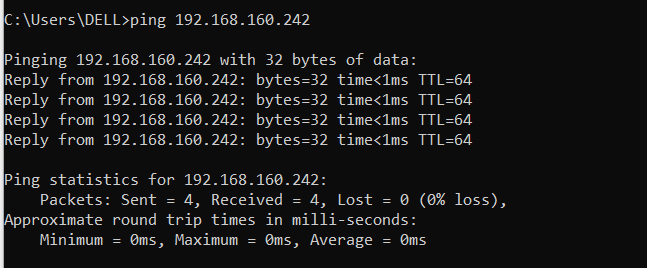 C:\Users\DELL>ping 192.168.160.242
Pinging 192.168.160.242 with 32 bytes of data:
Reply from 192.168.160.242: bytes=32 time<1ms TTL=64
Reply from 192.168.160.242: bytes=32 time<1ms TTL=64
Reply from 192.168.160.242: bytes=32 time<1ms TTL=64
Reply from 192.168.160.242: bytes=32 time<1ms TTL=64
Ping statistics for 192.168.160.242:
    Packets: Sent = 4, Received = 4, Lost = 0 (0% loss),
Approximate round trip times in milli-seconds:
    Minimum = 0ms, Maximum = 0ms, Average = 0ms